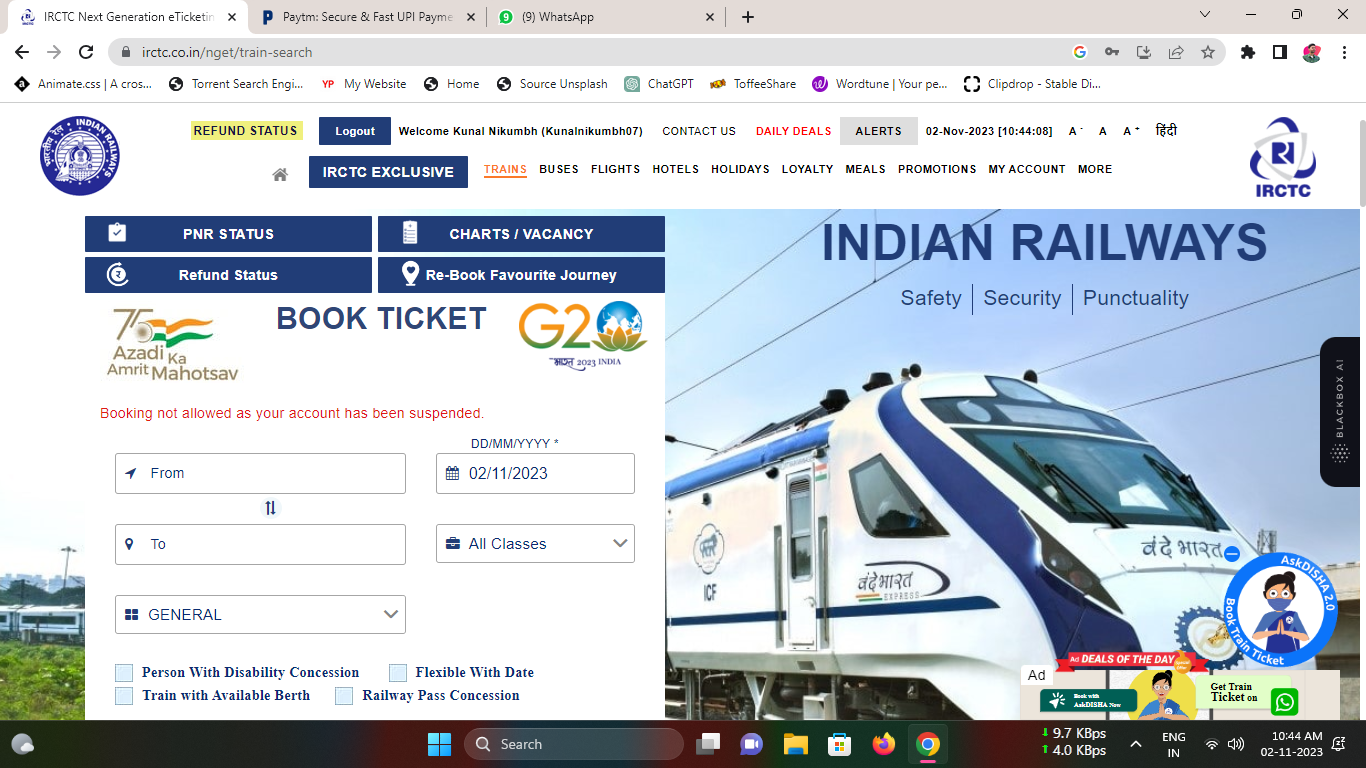 IRCTC Next Generation eTicketin
Paytm: Secure & Fast UPI Payme
(9) WhatsApp
irctc.co.in/nget/train-search
Animate.css | A cros...
Torrent Search Engi...
YP My Website
Home
Source Unsplash
ChatGPT
ToffeeShare
Wordtune | Your pe...
Clipdrop - Stable Di...
REFUND STATUS
Logout
Welcome Kunal Nikumbh (Kunalnikumbh07)
CONTACT US
DAILY DEALS
ALERTS
02-Nov-2023 [10:44:08]
A - A A +
हिंदी
INDIAN RAILWAYS
भारतीय रेल
IRCTC
IRCTC EXCLUSIVE
TRAINS
BUSES
FLIGHTS
HOTELS
HOLIDAYS
LOYALTY
MEALS
PROMOTIONS
MY ACCOUNT
MORE
PNR STATUS
CHARTS / VACANCY
Refund Status
Re-Book Favourite Journey
INDIAN RAILWAYS
Safety | Security | Punctuality
75
Azadi Ka
Amrit Mahotsav
BOOK TICKET
G20
भारत 2023 INDIA
Booking not allowed as your account has been suspended.
DD/MM/YYYY *
From
02/11/2023
To
All Classes
GENERAL
Person With Disability Concession
Flexible With Date
Train with Available Berth
Railway Pass Concession
BLACKBOX AI
ICF
वंदे भारत
EXPRESS
वंदे भारत
AskDISHA 2.0
Book Train Ticket
Ad
Ad DEALS OF THE DAY
Book with
AskDISHA Now
Get Train
Ticket on
Search
9.7 KBps
4.0 KBps
ENG
IN
10:44 AM
02-11-2023